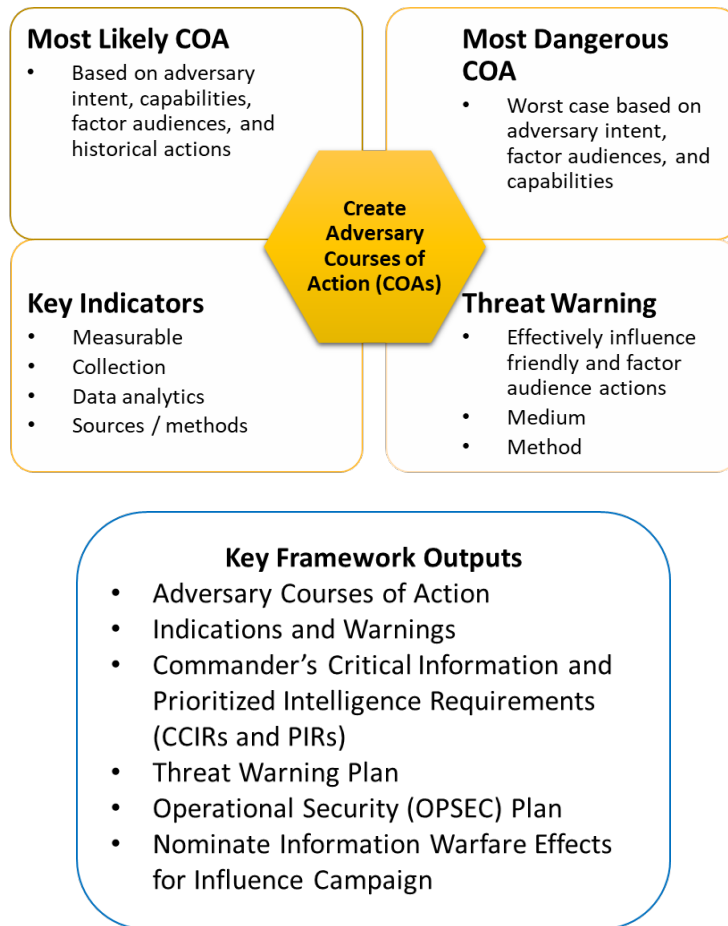 Most Likely COA
• Based on adversary
intent, capabilities,
factor audiences, and
historical actions
Most Dangerous
COA
• Worst case based on
adversary intent,
factor audiences, and
capabilities
Create
Adversary
Courses of
Action (COAs)
Key Indicators
• Measurable
• Collection
• Data analytics
• Sources / methods
Threat Warning
• Effectively influence
friendly and factor
audience actions
• Medium
• Method
Key Framework Outputs
• Adversary Courses of Action
• Indications and Warnings
• Commander’s Critical Information and
Prioritized Intelligence Requirements
(CCIRs and PIRs)
• Threat Warning Plan
• Operational Security (OPSEC) Plan
• Nominate Information Warfare Effects
for Influence Campaign